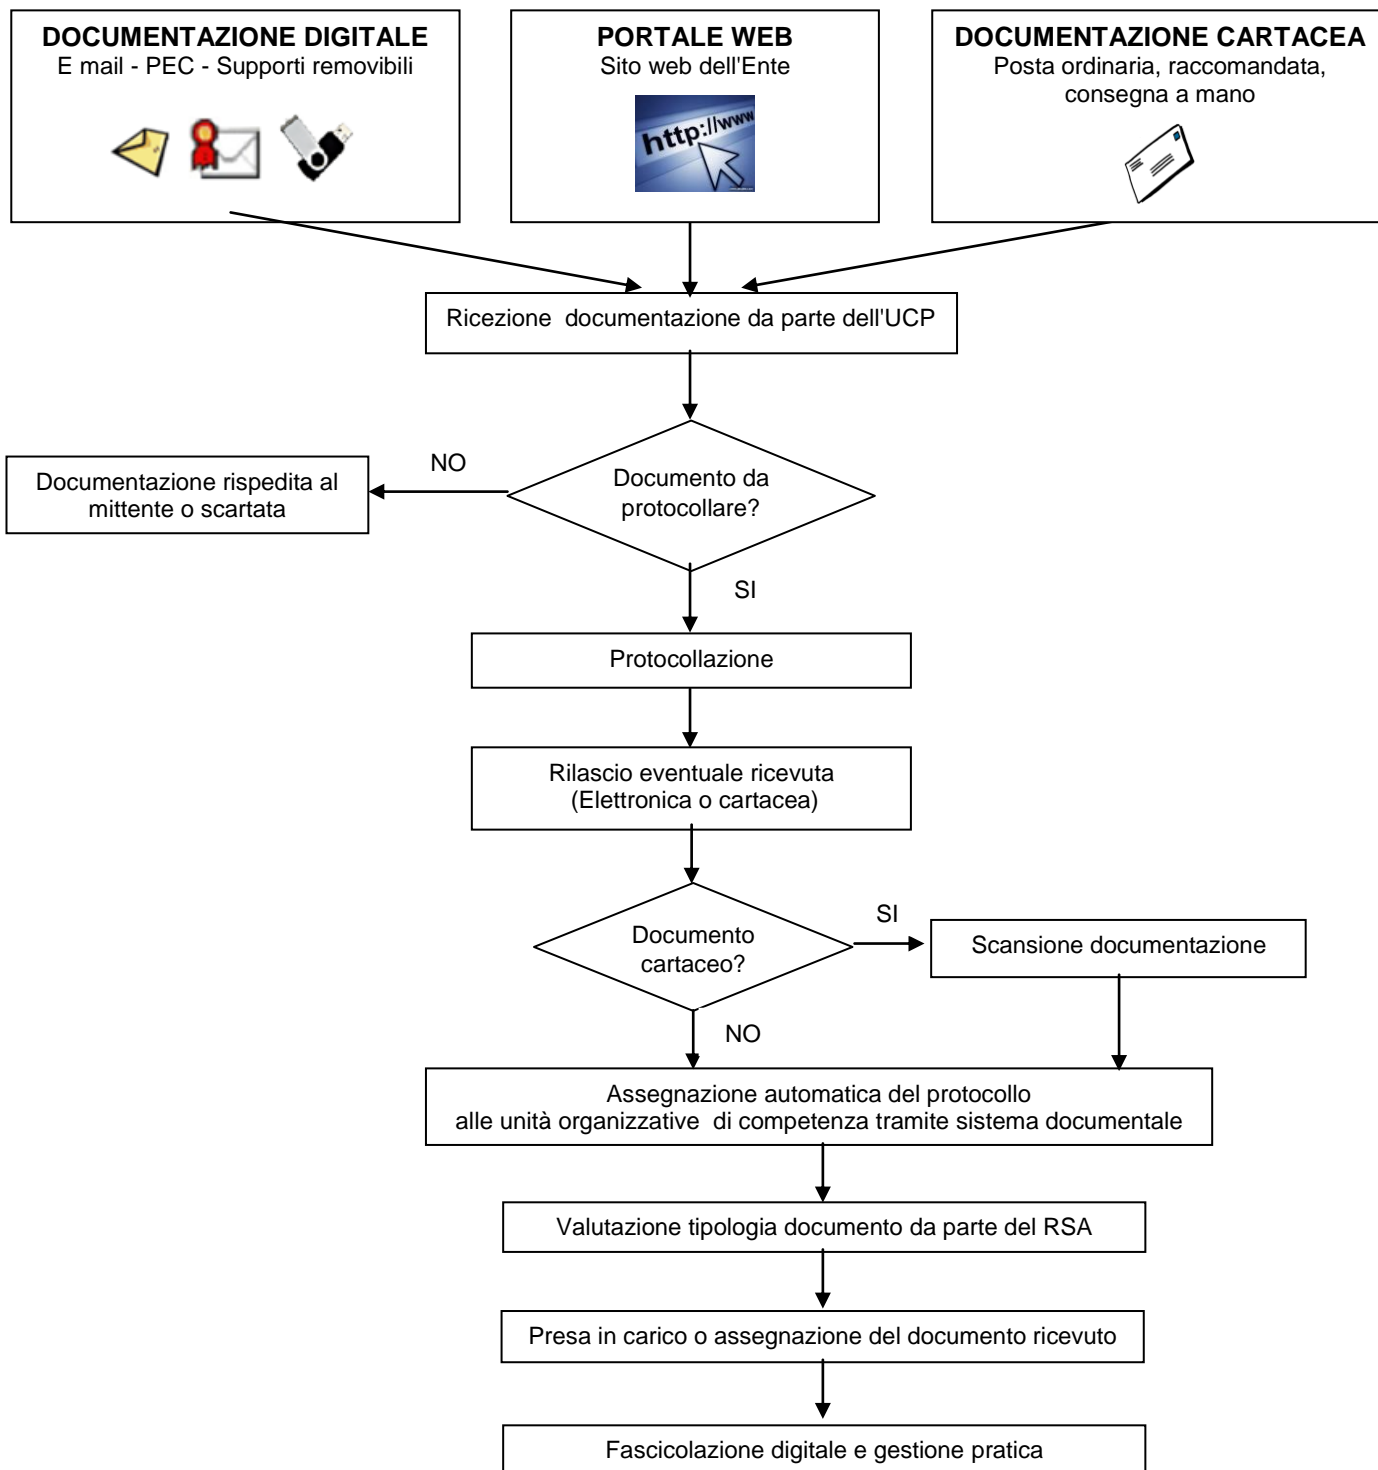 DOCUMENTAZIONE DIGITALE
E mail - PEC - Supporti removibili
PORTALE WEB
Sito web dell'Ente
http://www
DOCUMENTAZIONE CARTACEA
Posta ordinaria, raccomandata,
consegna a mano
Ricezione documentazione da parte dell'UCP
Documento da
protocollare?
NO
Documentazione rispedita al
mittente o scartata
SI
Protocollazione
Rilascio eventuale ricevuta
(Elettronica o cartacea)
Documento
cartaceo?
SI
Scansione documentazione
NO
Assegnazione automatica del protocollo
alle unità organizzative di competenza tramite sistema documentale
Valutazione tipologia documento da parte del RSA
Presa in carico o assegnazione del documento ricevuto
Fascicolazione digitale e gestione pratica